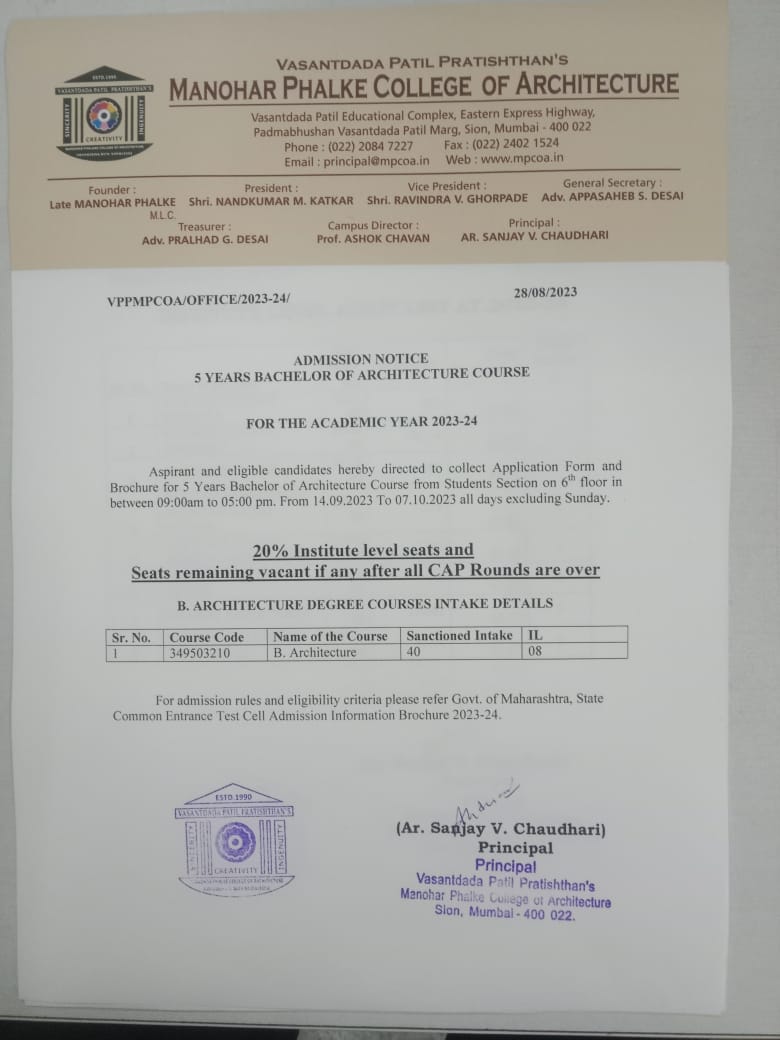 ESTD.1990
VASANTDADA PATIL PRATISHTHAN'S
SINCERITY
INGENUITY
CREATIVITY
VASANTDADA PATIL PRATISHTHAN'S
MANOHAR PHALKE COLLEGE OF ARCHITECTURE
Vasantdada Patil Educational Complex, Eastern Express Highway,
Padmabhushan Vasantdada Patil Marg, Sion, Mumbai - 400 022
Phone : (022) 2084 7227 Fax : (022) 2402 1524
Email : principal@mpcoa.in Web : www.mpcoa.in
Founder : President : Vice President : General Secretary :
Late MANOHAR PHALKE Shri. NANDKUMAR M. KATKAR Shri. RAVINDRA V. GHORPADE Adv. APPASAHEB S. DESAI
M.L.C.
Treasurer : Campus Director : Principal :
Adv. PRALHAD G. DESAI Prof. ASHOK CHAVAN AR. SANJAY V. CHAUDHARI
VPPMPCOA/OFFICE/2023-24/ 28/08/2023
ADMISSION NOTICE
5 YEARS BACHELOR OF ARCHITECTURE COURSE
FOR THE ACADEMIC YEAR 2023-24
Aspirant and eligible candidates hereby directed to collect Application Form and
Brochure for 5 Years Bachelor of Architecture Course from Students Section on 6th floor in
between 09:00am to 05:00 pm. From 14.09.2023 To 07.10.2023 all days excluding Sunday.
20% Institute level seats and
Seats remaining vacant if any after all CAP Rounds are over
B. ARCHITECTURE DEGREE COURSES INTAKE DETAILS
Sr. No. Course Code Name of the Course Sanctioned Intake IL
1 349503210 B. Architecture 40 08
For admission rules and eligibility criteria please refer Govt. of Maharashtra, State
Common Entrance Test Cell Admission Information Brochure 2023-24.
ESTD.1990
VASANTDADA PATIL PRATISHTHAN'S
SINCERITY
INGENUITY
CREATIVITY
(Ar. Sanjay V. Chaudhari)
Principal
Principal
Vasantdada Patil Pratishthan's
Manohar Phalke College of Architecture
Sion, Mumbai - 400 022.